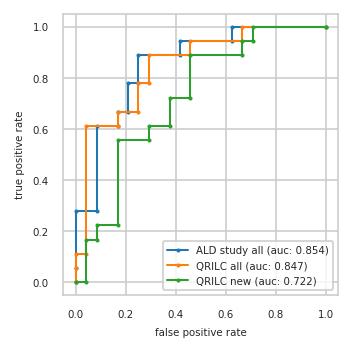 true positive rate
1.0
0.8
0.6
0.4
0.2
0.0
ALD study all (auc: 0.854)
QRILC all (auc: 0.847)
QRILC new (auc: 0.722)
0.0 0.2 0.4 0.6 0.8 1.0
false positive rate